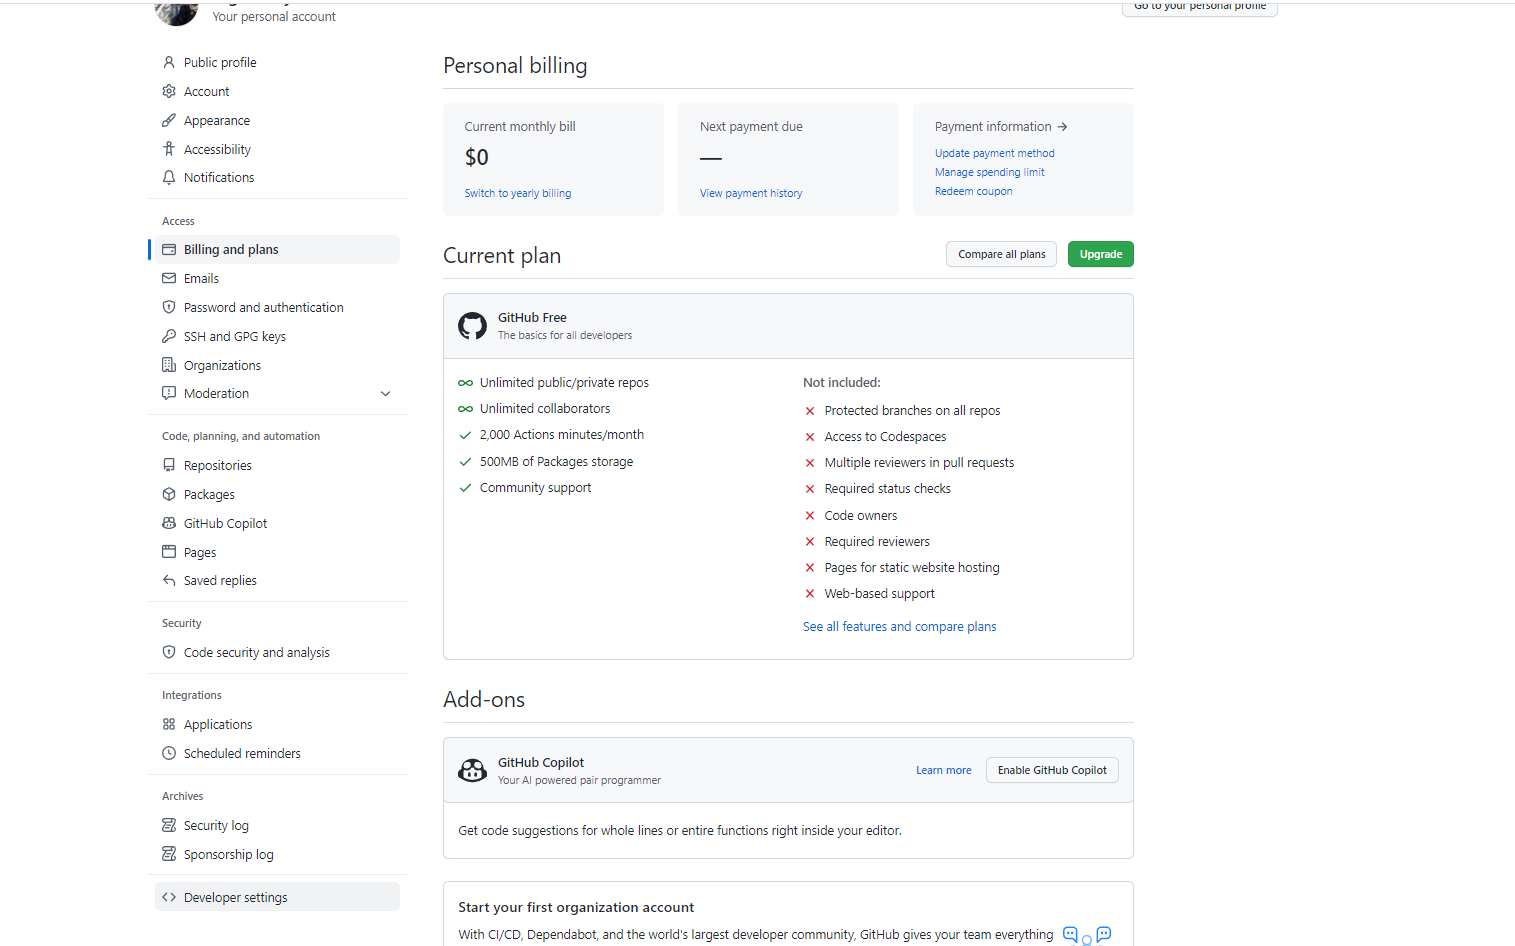 Your personal account
Go to your personal profile
Public profile
Account
Appearance
Accessibility
Notifications
Access
Billing and plans
Emails
Password and authentication
SSH and GPG keys
Organizations
Moderation
Code, planning, and automation
Repositories
Packages
GitHub Copilot
Pages
Saved replies
Security
Code security and analysis
Integrations
Applications
Scheduled reminders
Archives
Security log
Sponsorship log
Developer settings
Personal billing
Current monthly bill
$0
Switch to yearly billing
Next payment due
—
View payment history
Payment information →
Update payment method
Manage spending limit
Redeem coupon
Current plan
Compare all plans
Upgrade
GitHub Free
The basics for all developers
Unlimited public/private repos
Unlimited collaborators
2,000 Actions minutes/month
500MB of Packages storage
Community support
Not included:
Protected branches on all repos
Access to Codespaces
Multiple reviewers in pull requests
Required status checks
Code owners
Required reviewers
Pages for static website hosting
Web-based support
See all features and compare plans
Add-ons
GitHub Copilot
Your AI powered pair programmer
Learn more
Enable GitHub Copilot
Get code suggestions for whole lines or entire functions right inside your editor.
Start your first organization account
With CI/CD, Dependabot, and the world's largest developer community, GitHub gives your team everything